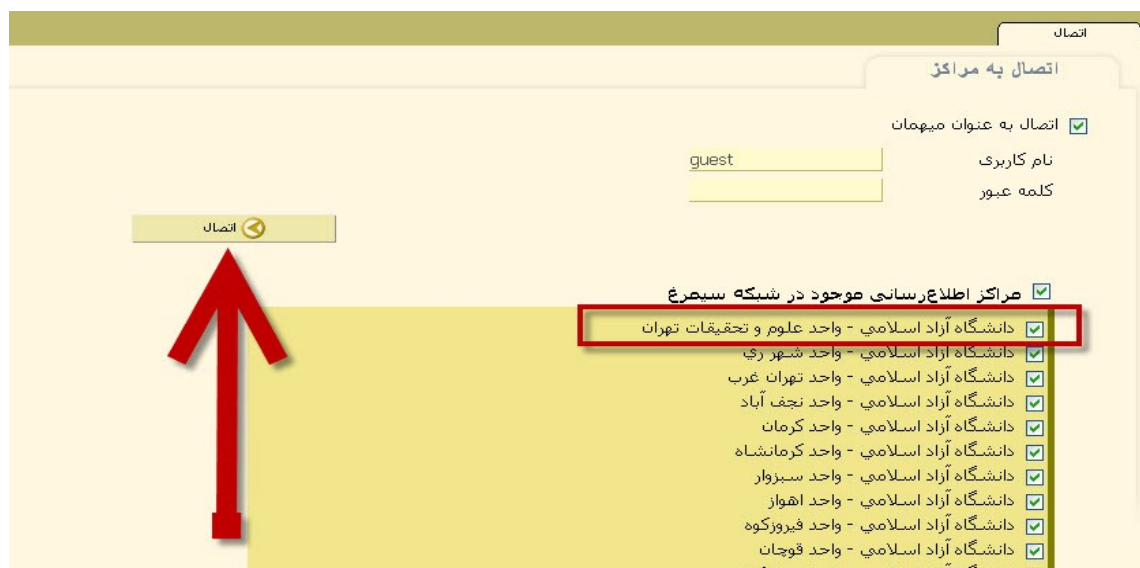 اتصال
اتصال به مراکز
اتصال به عنوان میهمان
نام کاربری guest
کلمه عبور
اتصال
مراکز اطلاع‌رسانی موجود در شبکه سیمرغ
دانشگاه آزاد اسلامي - واحد علوم و تحقيقات تهران
دانشگاه آزاد اسلامي - واحد شهر ري
دانشگاه آزاد اسلامي - واحد تهران غرب
دانشگاه آزاد اسلامي - واحد نجف آباد
دانشگاه آزاد اسلامي - واحد كرمان
دانشگاه آزاد اسلامي - واحد كرمانشاه
دانشگاه آزاد اسلامي - واحد سبزوار
دانشگاه آزاد اسلامي - واحد اهواز
دانشگاه آزاد اسلامي - واحد فيروزكوه
دانشگاه آزاد اسلامي - واحد قوچان